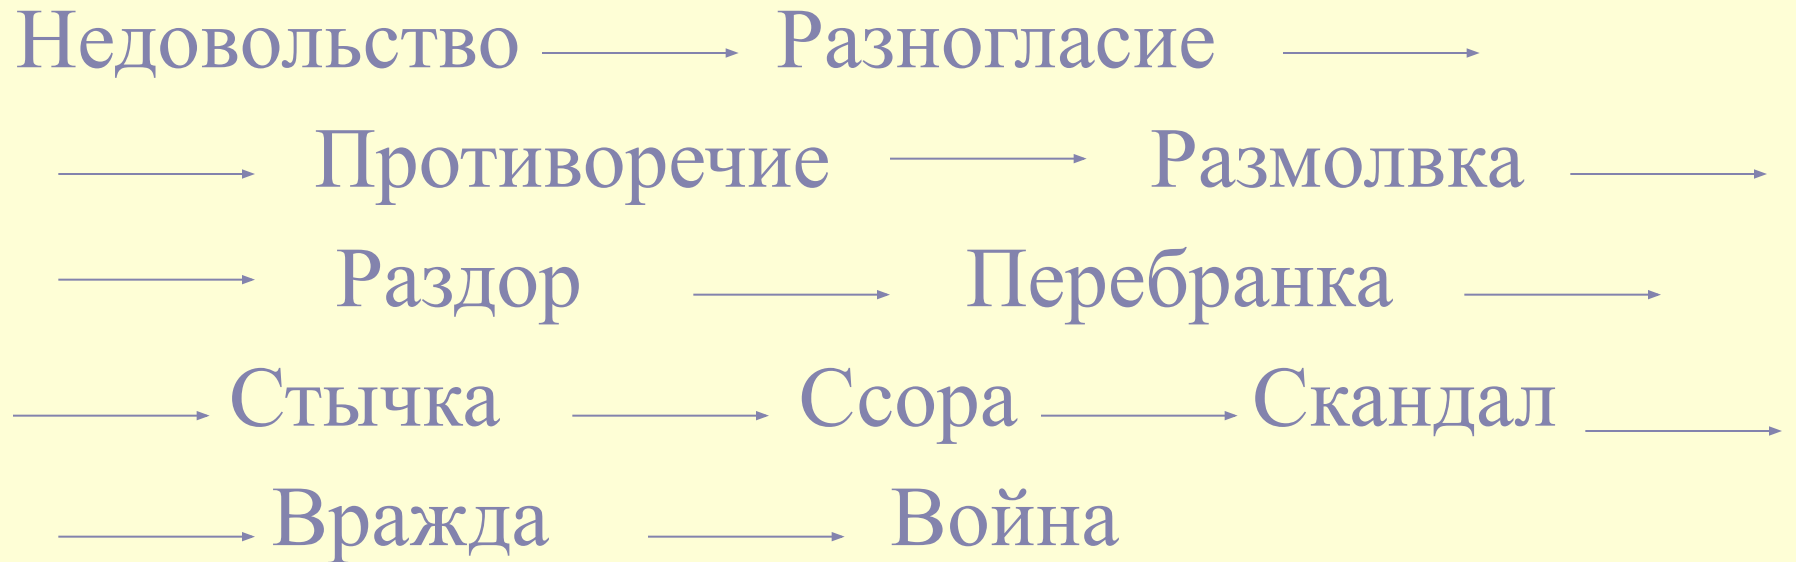 Недовольство Разногласие
Противоречие Размолвка
Раздор Перебранка
Стычка Ссора Скандал
Вражда Война